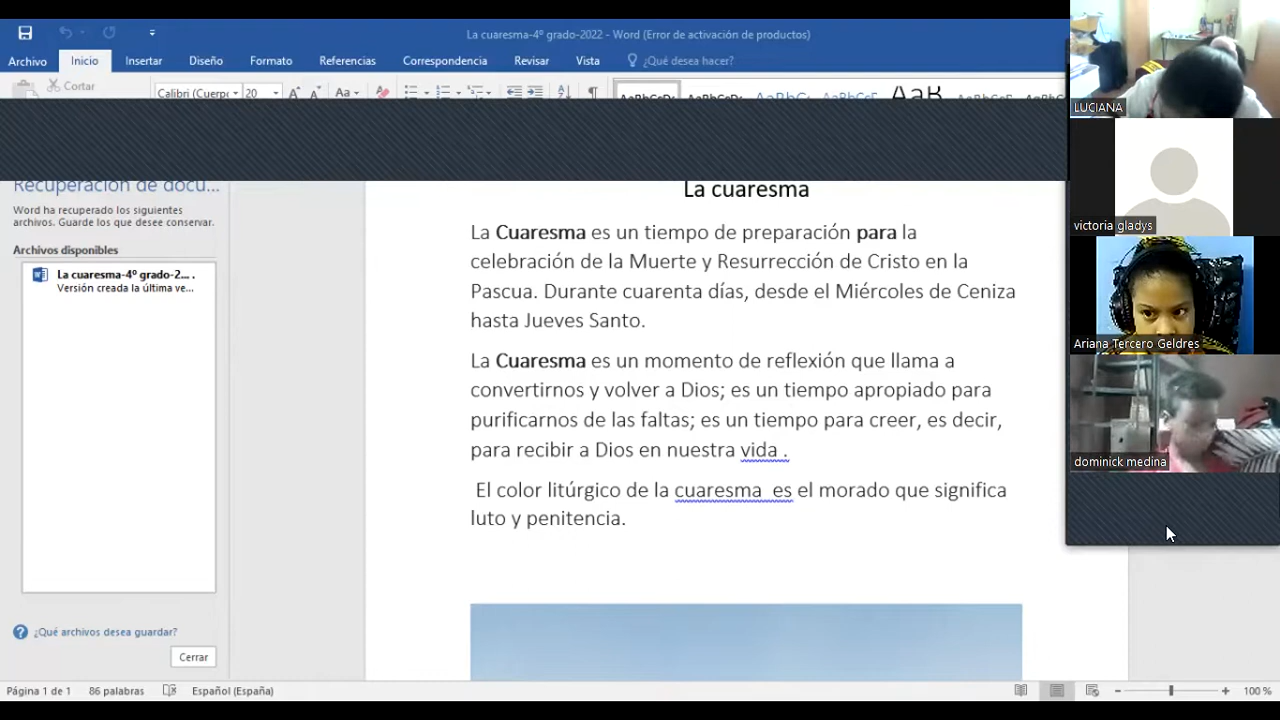 La cuaresma-4º grado-2022 - Word (Error de activación de productos)
Archivo Inicio Insertar Diseño Formato Referencias Correspondencia Revisar Vista ¿Qué desea hacer?
Cortar Calibri (Cuerpo 20 Aa
AaBbCcDc AaBbCcDc AaBbC AaBbCcE AaB
Recuperación de docu...
Word ha recuperado los siguientes
archivos. Guarde los que desee conservar.
Archivos disponibles
La cuaresma-4º grado-2... .
Versión creada la última ve...
¿Qué archivos desea guardar?
Cerrar
La cuaresma
La Cuaresma es un tiempo de preparación para la
celebración de la Muerte y Resurrección de Cristo en la
Pascua. Durante cuarenta días, desde el Miércoles de Ceniza
hasta Jueves Santo.
La Cuaresma es un momento de reflexión que llama a
convertirnos y volver a Dios; es un tiempo apropiado para
purificarnos de las faltas; es un tiempo para creer, es decir,
para recibir a Dios en nuestra vida .
El color litúrgico de la cuaresma es el morado que significa
luto y penitencia.
LUCIANA
victoria gladys
Ariana Tercero Geldres
dominick medina
Página 1 de 1 86 palabras Español (España) 100 %